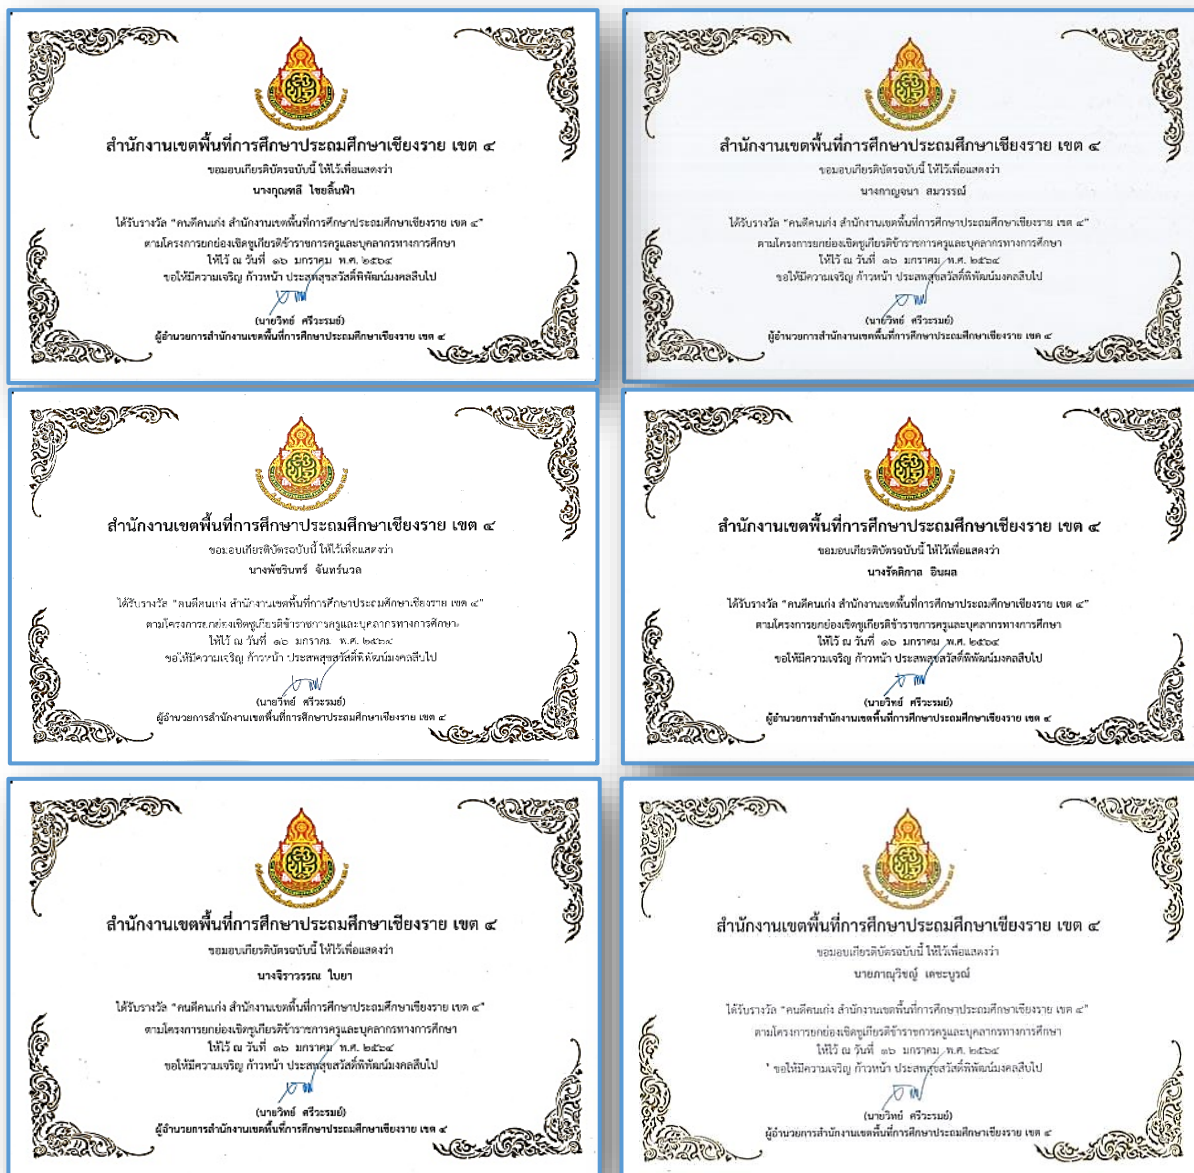 สำนักงานเขตพื้นที่การศึกษาประถมศึกษาเชียงราย เขต ๔
ขอมอบเกียรติบัตรฉบับนี้ ให้ไว้เพื่อแสดงว่า
นางกุณฑลี ไชยสิ้นฟ้า
ได้รับรางวัล "คนดีคนเก่ง สำนักงานเขตพื้นที่การศึกษาประถมศึกษาเชียงราย เขต ๔"
ตามโครงการยกย่องเชิดชูเกียรติข้าราชการครูและบุคลากรทางการศึกษา
ให้ไว้ ณ วันที่ ๑๖ มกราคม พ.ศ. ๒๕๖๔
ขอให้มีความเจริญ ก้าวหน้า ประสพสุขสวัสดิ์พิพัฒน์มงคลสืบไป
(นายวิทย์ ศรีวะรมย์)
ผู้อำนวยการสำนักงานเขตพื้นที่การศึกษาประถมศึกษาเชียงราย เขต ๔
สำนักงานเขตพื้นที่การศึกษาประถมศึกษาเชียงราย เขต ๔
ขอมอบเกียรติบัตรฉบับนี้ ให้ไว้เพื่อแสดงว่า
นางกาญจนา สมวรรณ์
ได้รับรางวัล "คนดีคนเก่ง สำนักงานเขตพื้นที่การศึกษาประถมศึกษาเชียงราย เขต ๔"
ตามโครงการยกย่องเชิดชูเกียรติข้าราชการครูและบุคลากรทางการศึกษา
ให้ไว้ ณ วันที่ ๑๖ มกราคม พ.ศ. ๒๕๖๔
ขอให้มีความเจริญ ก้าวหน้า ประสพสุขสวัสดิ์พิพัฒน์มงคลสืบไป
(นายวิทย์ ศรีวะรมย์)
ผู้อำนวยการสำนักงานเขตพื้นที่การศึกษาประถมศึกษาเชียงราย เขต ๔
สำนักงานเขตพื้นที่การศึกษาประถมศึกษาเชียงราย เขต ๔
ขอมอบเกียรติบัตรฉบับนี้ ให้ไว้เพื่อแสดงว่า
นางพัชรินทร์ จันทร์นวล
ได้รับรางวัล "คนดีคนเก่ง สำนักงานเขตพื้นที่การศึกษาประถมศึกษาเชียงราย เขต ๔"
ตามโครงการยกย่องเชิดชูเกียรติข้าราชการครูและบุคลากรทางการศึกษา
ให้ไว้ ณ วันที่ ๑๖ มกราคม พ.ศ. ๒๕๖๔
ขอให้มีความเจริญ ก้าวหน้า ประสพสุขสวัสดิ์พิพัฒน์มงคลสืบไป
(นายวิทย์ ศรีวะรมย์)
ผู้อำนวยการสำนักงานเขตพื้นที่การศึกษาประถมศึกษาเชียงราย เขต ๔
สำนักงานเขตพื้นที่การศึกษาประถมศึกษาเชียงราย เขต ๔
ขอมอบเกียรติบัตรฉบับนี้ ให้ไว้เพื่อแสดงว่า
นางรัตติกาล อินผล
ได้รับรางวัล "คนดีคนเก่ง สำนักงานเขตพื้นที่การศึกษาประถมศึกษาเชียงราย เขต ๔"
ตามโครงการยกย่องเชิดชูเกียรติข้าราชการครูและบุคลากรทางการศึกษา
ให้ไว้ ณ วันที่ ๑๖ มกราคม พ.ศ. ๒๕๖๔
ขอให้มีความเจริญ ก้าวหน้า ประสพสุขสวัสดิ์พิพัฒน์มงคลสืบไป
(นายวิทย์ ศรีวะรมย์)
ผู้อำนวยการสำนักงานเขตพื้นที่การศึกษาประถมศึกษาเชียงราย เขต ๔
สำนักงานเขตพื้นที่การศึกษาประถมศึกษาเชียงราย เขต ๔
ขอมอบเกียรติบัตรฉบับนี้ ให้ไว้เพื่อแสดงว่า
นางจิราวรรณ ใบยา
ได้รับรางวัล "คนดีคนเก่ง สำนักงานเขตพื้นที่การศึกษาประถมศึกษาเชียงราย เขต ๔"
ตามโครงการยกย่องเชิดชูเกียรติข้าราชการครูและบุคลากรทางการศึกษา
ให้ไว้ ณ วันที่ ๑๖ มกราคม พ.ศ. ๒๕๖๔
ขอให้มีความเจริญ ก้าวหน้า ประสพสุขสวัสดิ์พิพัฒน์มงคลสืบไป
(นายวิทย์ ศรีวะรมย์)
ผู้อำนวยการสำนักงานเขตพื้นที่การศึกษาประถมศึกษาเชียงราย เขต ๔
สำนักงานเขตพื้นที่การศึกษาประถมศึกษาเชียงราย เขต ๔
ขอมอบเกียรติบัตรฉบับนี้ ให้ไว้เพื่อแสดงว่า
นายภาณุวิชญ์ เดชะบูรณ์
ได้รับรางวัล "คนดีคนเก่ง สำนักงานเขตพื้นที่การศึกษาประถมศึกษาเชียงราย เขต ๔"
ตามโครงการยกย่องเชิดชูเกียรติข้าราชการครูและบุคลากรทางการศึกษา
ให้ไว้ ณ วันที่ ๑๖ มกราคม พ.ศ. ๒๕๖๔
ขอให้มีความเจริญ ก้าวหน้า ประสพสุขสวัสดิ์พิพัฒน์มงคลสืบไป
(นายวิทย์ ศรีวะรมย์)
ผู้อำนวยการสำนักงานเขตพื้นที่การศึกษาประถมศึกษาเชียงราย เขต ๔